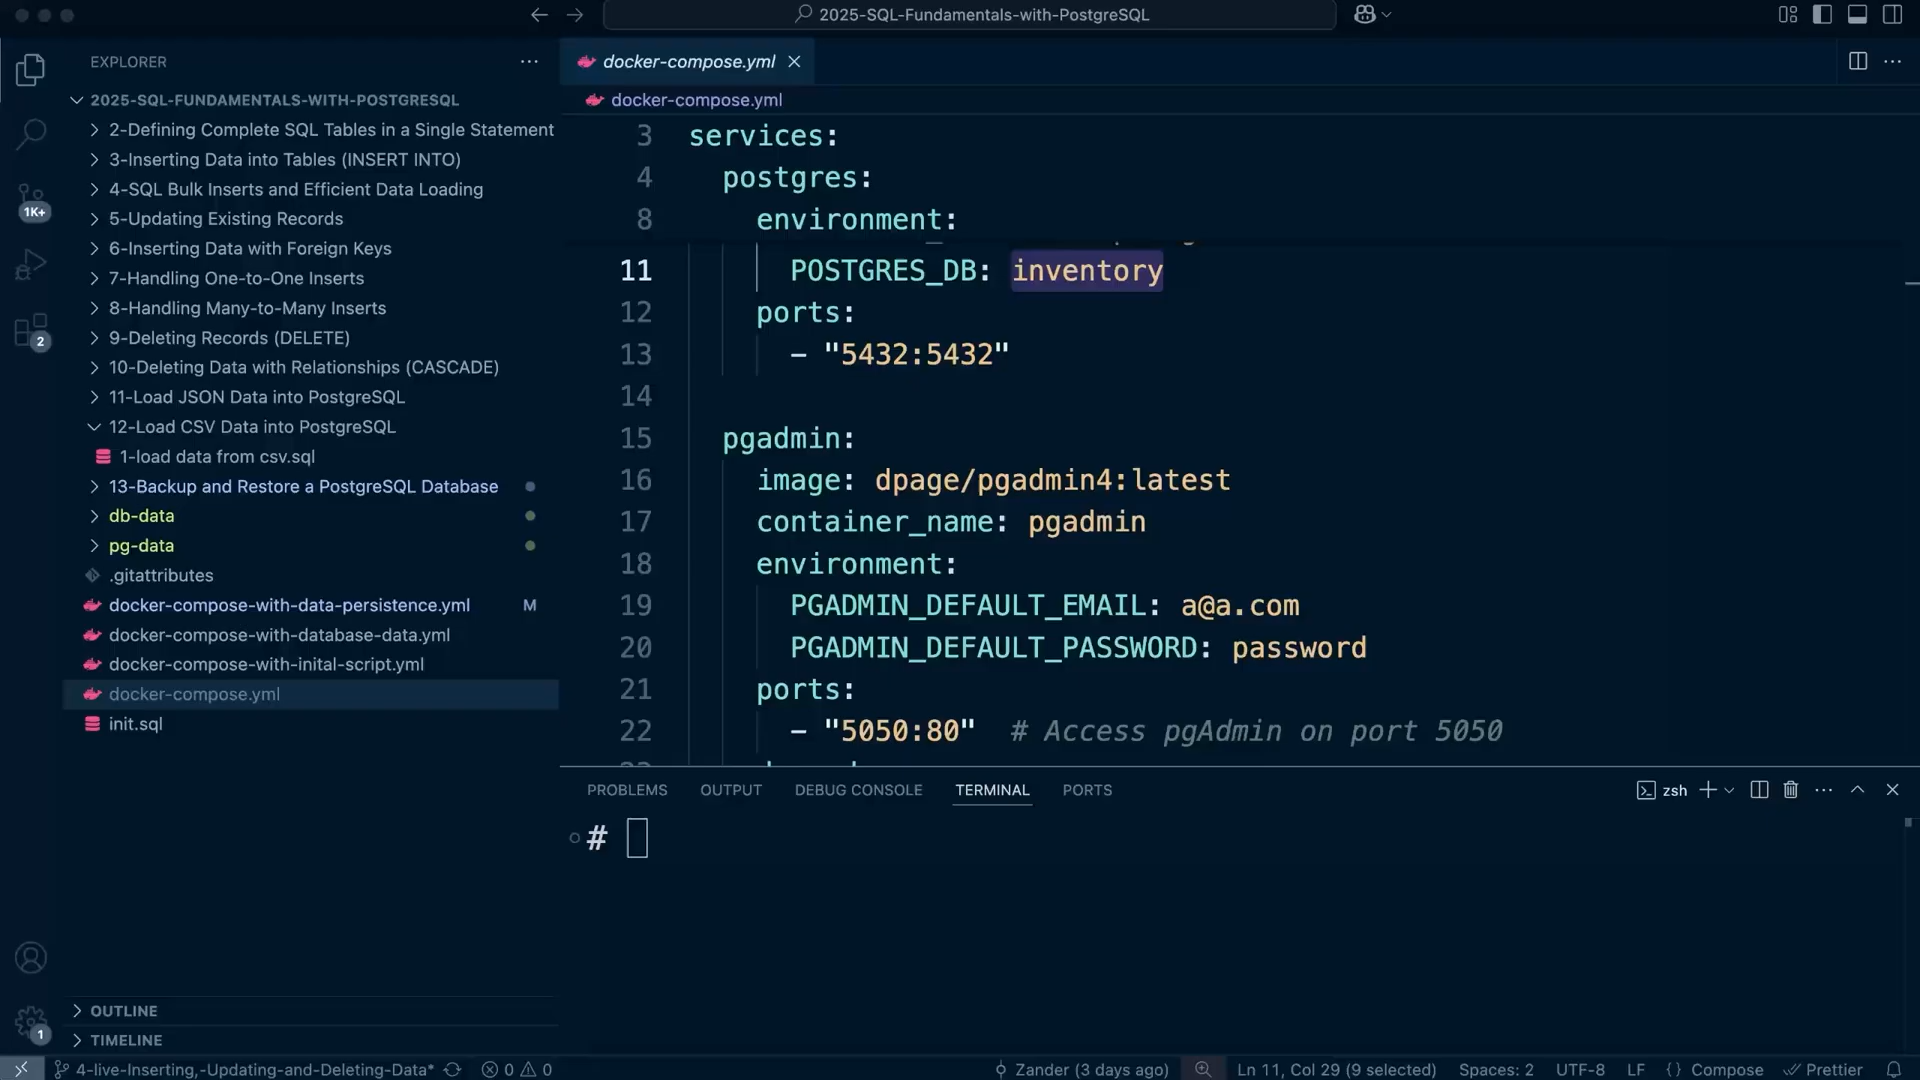 2025-SQL-Fundamentals-with-PostgreSQL
EXPLORER
2025-SQL-FUNDAMENTALS-WITH-POSTGRESQL
2-Defining Complete SQL Tables in a Single Statement
3-Inserting Data into Tables (INSERT INTO)
4-SQL Bulk Inserts and Efficient Data Loading
1K+
5-Updating Existing Records
6-Inserting Data with Foreign Keys
7-Handling One-to-One Inserts
8-Handling Many-to-Many Inserts
2
9-Deleting Records (DELETE)
10-Deleting Data with Relationships (CASCADE)
11-Load JSON Data into PostgreSQL
12-Load CSV Data into PostgreSQL
1-load data from csv.sql
13-Backup and Restore a PostgreSQL Database
db-data
pg-data
.gitattributes
docker-compose-with-data-persistence.yml M
docker-compose-with-database-data.yml
docker-compose-with-inital-script.yml
docker-compose.yml
init.sql
OUTLINE
1
TIMELINE
docker-compose.yml
docker-compose.yml
3 services:
4 postgres:
8 environment:
11 POSTGRES_DB: inventory
12 ports:
13 - "5432:5432"
14
15 pgadmin:
16 image: dpage/pgadmin4:latest
17 container_name: pgadmin
18 environment:
19 PGADMIN_DEFAULT_EMAIL: a@a.com
20 PGADMIN_DEFAULT_PASSWORD: password
21 ports:
22 - "5050:80" # Access pgAdmin on port 5050
PROBLEMS OUTPUT DEBUG CONSOLE TERMINAL PORTS zsh
#
4-live-Inserting,-Updating-and-Deleting-Data* 0 0 Zander (3 days ago) Ln 11, Col 29 (9 selected) Spaces: 2 UTF-8 LF {} Compose Prettier